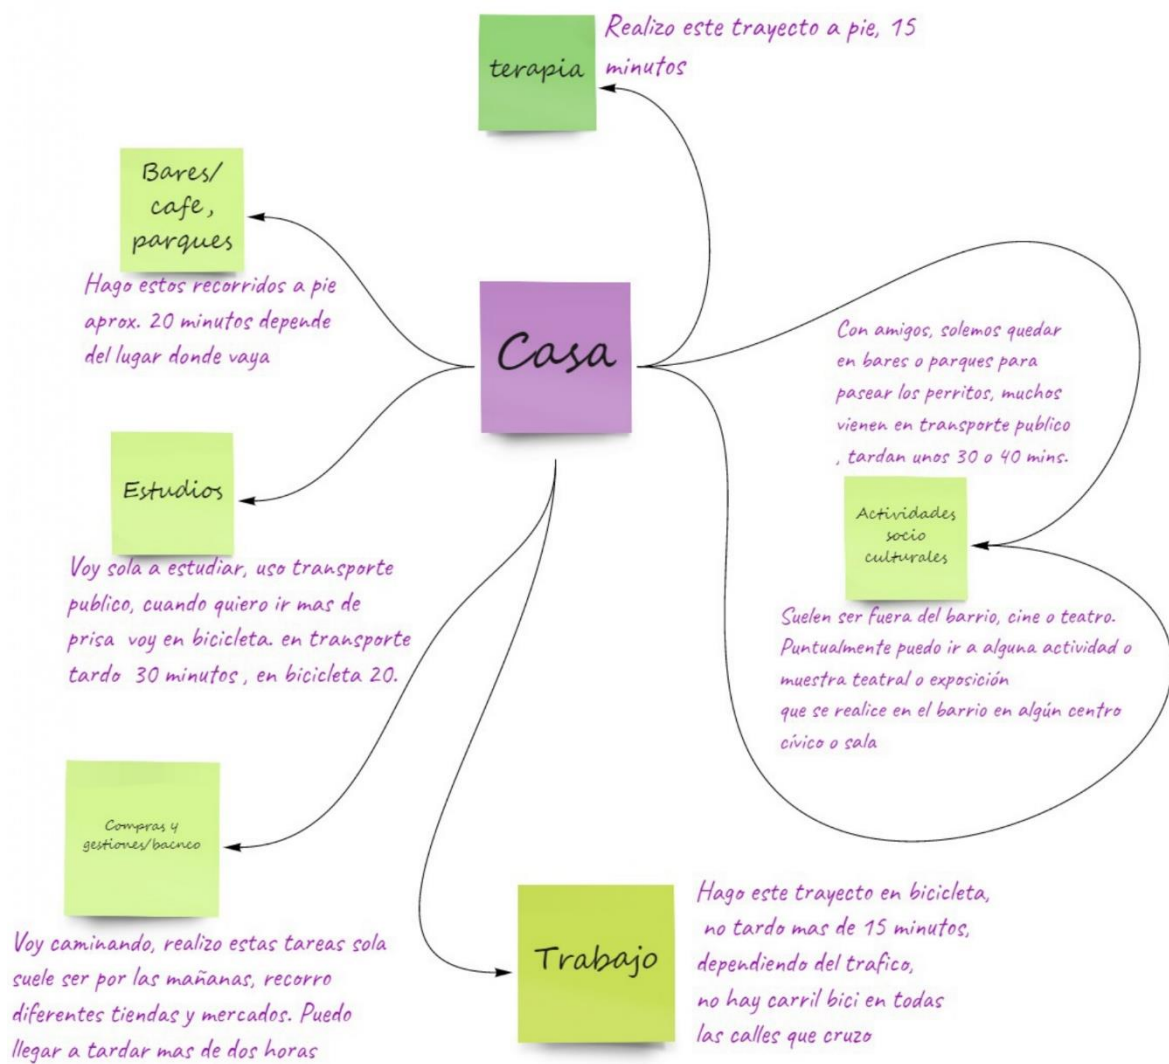 terapia
Realizo este trayecto a pie, 15
minutos
Bares/
cafe,
parques
Hago estos recorridos a pie
aprox. 20 minutos depende
del lugar donde vaya
Casa
Con amigos, solemos quedar
en bares o parques para
pasear los perritos, muchos
vienen en transporte publico
, tardan unos 30 o 40 mins.
Estudios
Voy sola a estudiar, uso transporte
publico, cuando quiero ir mas de
prisa voy en bicicleta. en transporte
tardo 30 minutos , en bicicleta 20.
Actividades
socio
culturales
Suelen ser fuera del barrio, cine o teatro.
Puntualmente puedo ir a alguna actividad o
muestra teatral o exposición
que se realice en el barrio en algún centro
cívico o sala
Compras y
gestiones/bacnco
Voy caminando, realizo estas tareas sola
suele ser por las mañanas, recorro
diferentes tiendas y mercados. Puedo
llegar a tardar mas de dos horas
Trabajo
Hago este trayecto en bicicleta,
no tardo mas de 15 minutos,
dependiendo del trafico,
no hay carril bici en todas
las calles que cruzo